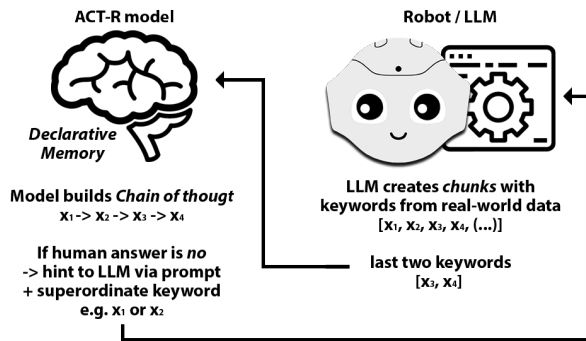 ACT-R model
Declarative
Memory
Model builds Chain of thougt
x₁ -> x₂ -> x₃ -> x₄
If human answer is no
-> hint to LLM via prompt
+ superordinate keyword
e.g. x₁ or x₂
Robot / LLM
LLM creates chunks with
keywords from real-world data
[x₁, x₂, x₃, x₄, (...)]
last two keywords
[x₃, x₄]